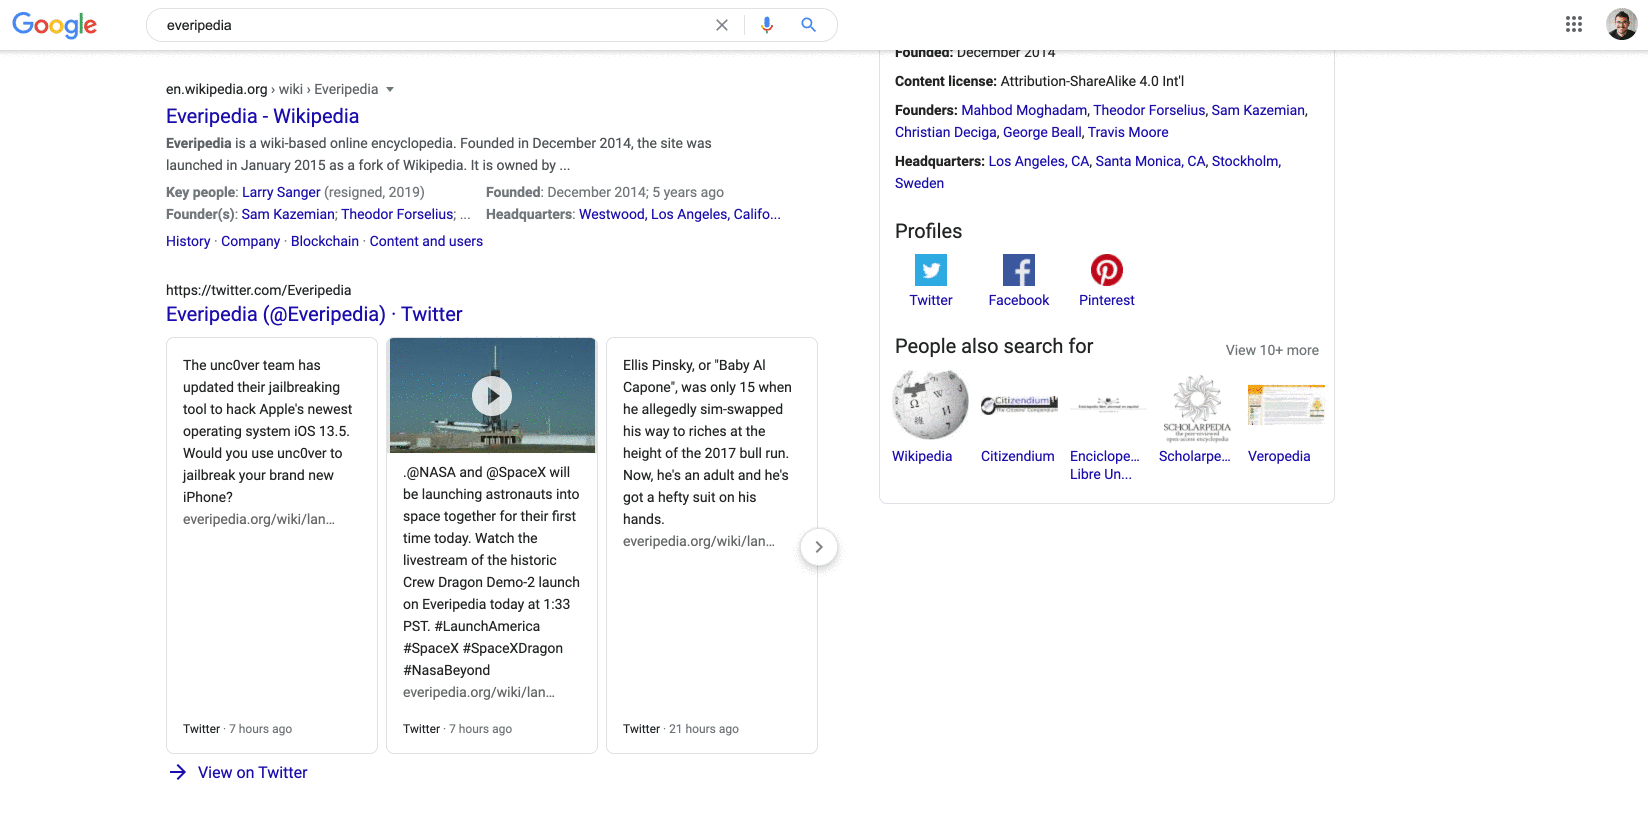 Google
everipedia
en.wikipedia.org › wiki › Everipedia
Everipedia - Wikipedia
Everipedia is a wiki-based online encyclopedia. Founded in December 2014, the site was
launched in January 2015 as a fork of Wikipedia. It is owned by ...
Key people: Larry Sanger (resigned, 2019)
Founded: December 2014; 5 years ago
Founder(s): Sam Kazemian; Theodor Forselius; ...
Headquarters: Westwood, Los Angeles, Califo...
History · Company · Blockchain · Content and users
https://twitter.com/Everipedia
Everipedia (@Everipedia) · Twitter
The unc0ver team has
updated their jailbreaking
tool to hack Apple's newest
operating system iOS 13.5.
Would you use unc0ver to
jailbreak your brand new
iPhone?
everipedia.org/wiki/lan...
Twitter · 7 hours ago
.@NASA and @SpaceX will
be launching astronauts into
space together for their first
time today. Watch the
livestream of the historic
Crew Dragon Demo-2 launch
on Everipedia today at 1:33
PST. #LaunchAmerica
#SpaceX #SpaceXDragon
#NasaBeyond
everipedia.org/wiki/lan...
Twitter · 7 hours ago
Ellis Pinsky, or "Baby Al
Capone", was only 15 when
he allegedly sim-swapped
his way to riches at the
height of the 2017 bull run.
Now, he's an adult and he's
got a hefty suit on his
hands.
everipedia.org/wiki/lan...
Twitter · 21 hours ago
View on Twitter
Founded: December 2014
Content license: Attribution-ShareAlike 4.0 Int'l
Founders: Mahbod Moghadam, Theodor Forselius, Sam Kazemian,
Christian Deciga, George Beall, Travis Moore
Headquarters: Los Angeles, CA, Santa Monica, CA, Stockholm,
Sweden
Profiles
Twitter
Facebook
Pinterest
People also search for
View 10+ more
Citizendium
SCHOLARPEDIA
Wikipedia
Citizendium
Enciclope...
Libre Un...
Scholarpe...
Veropedia